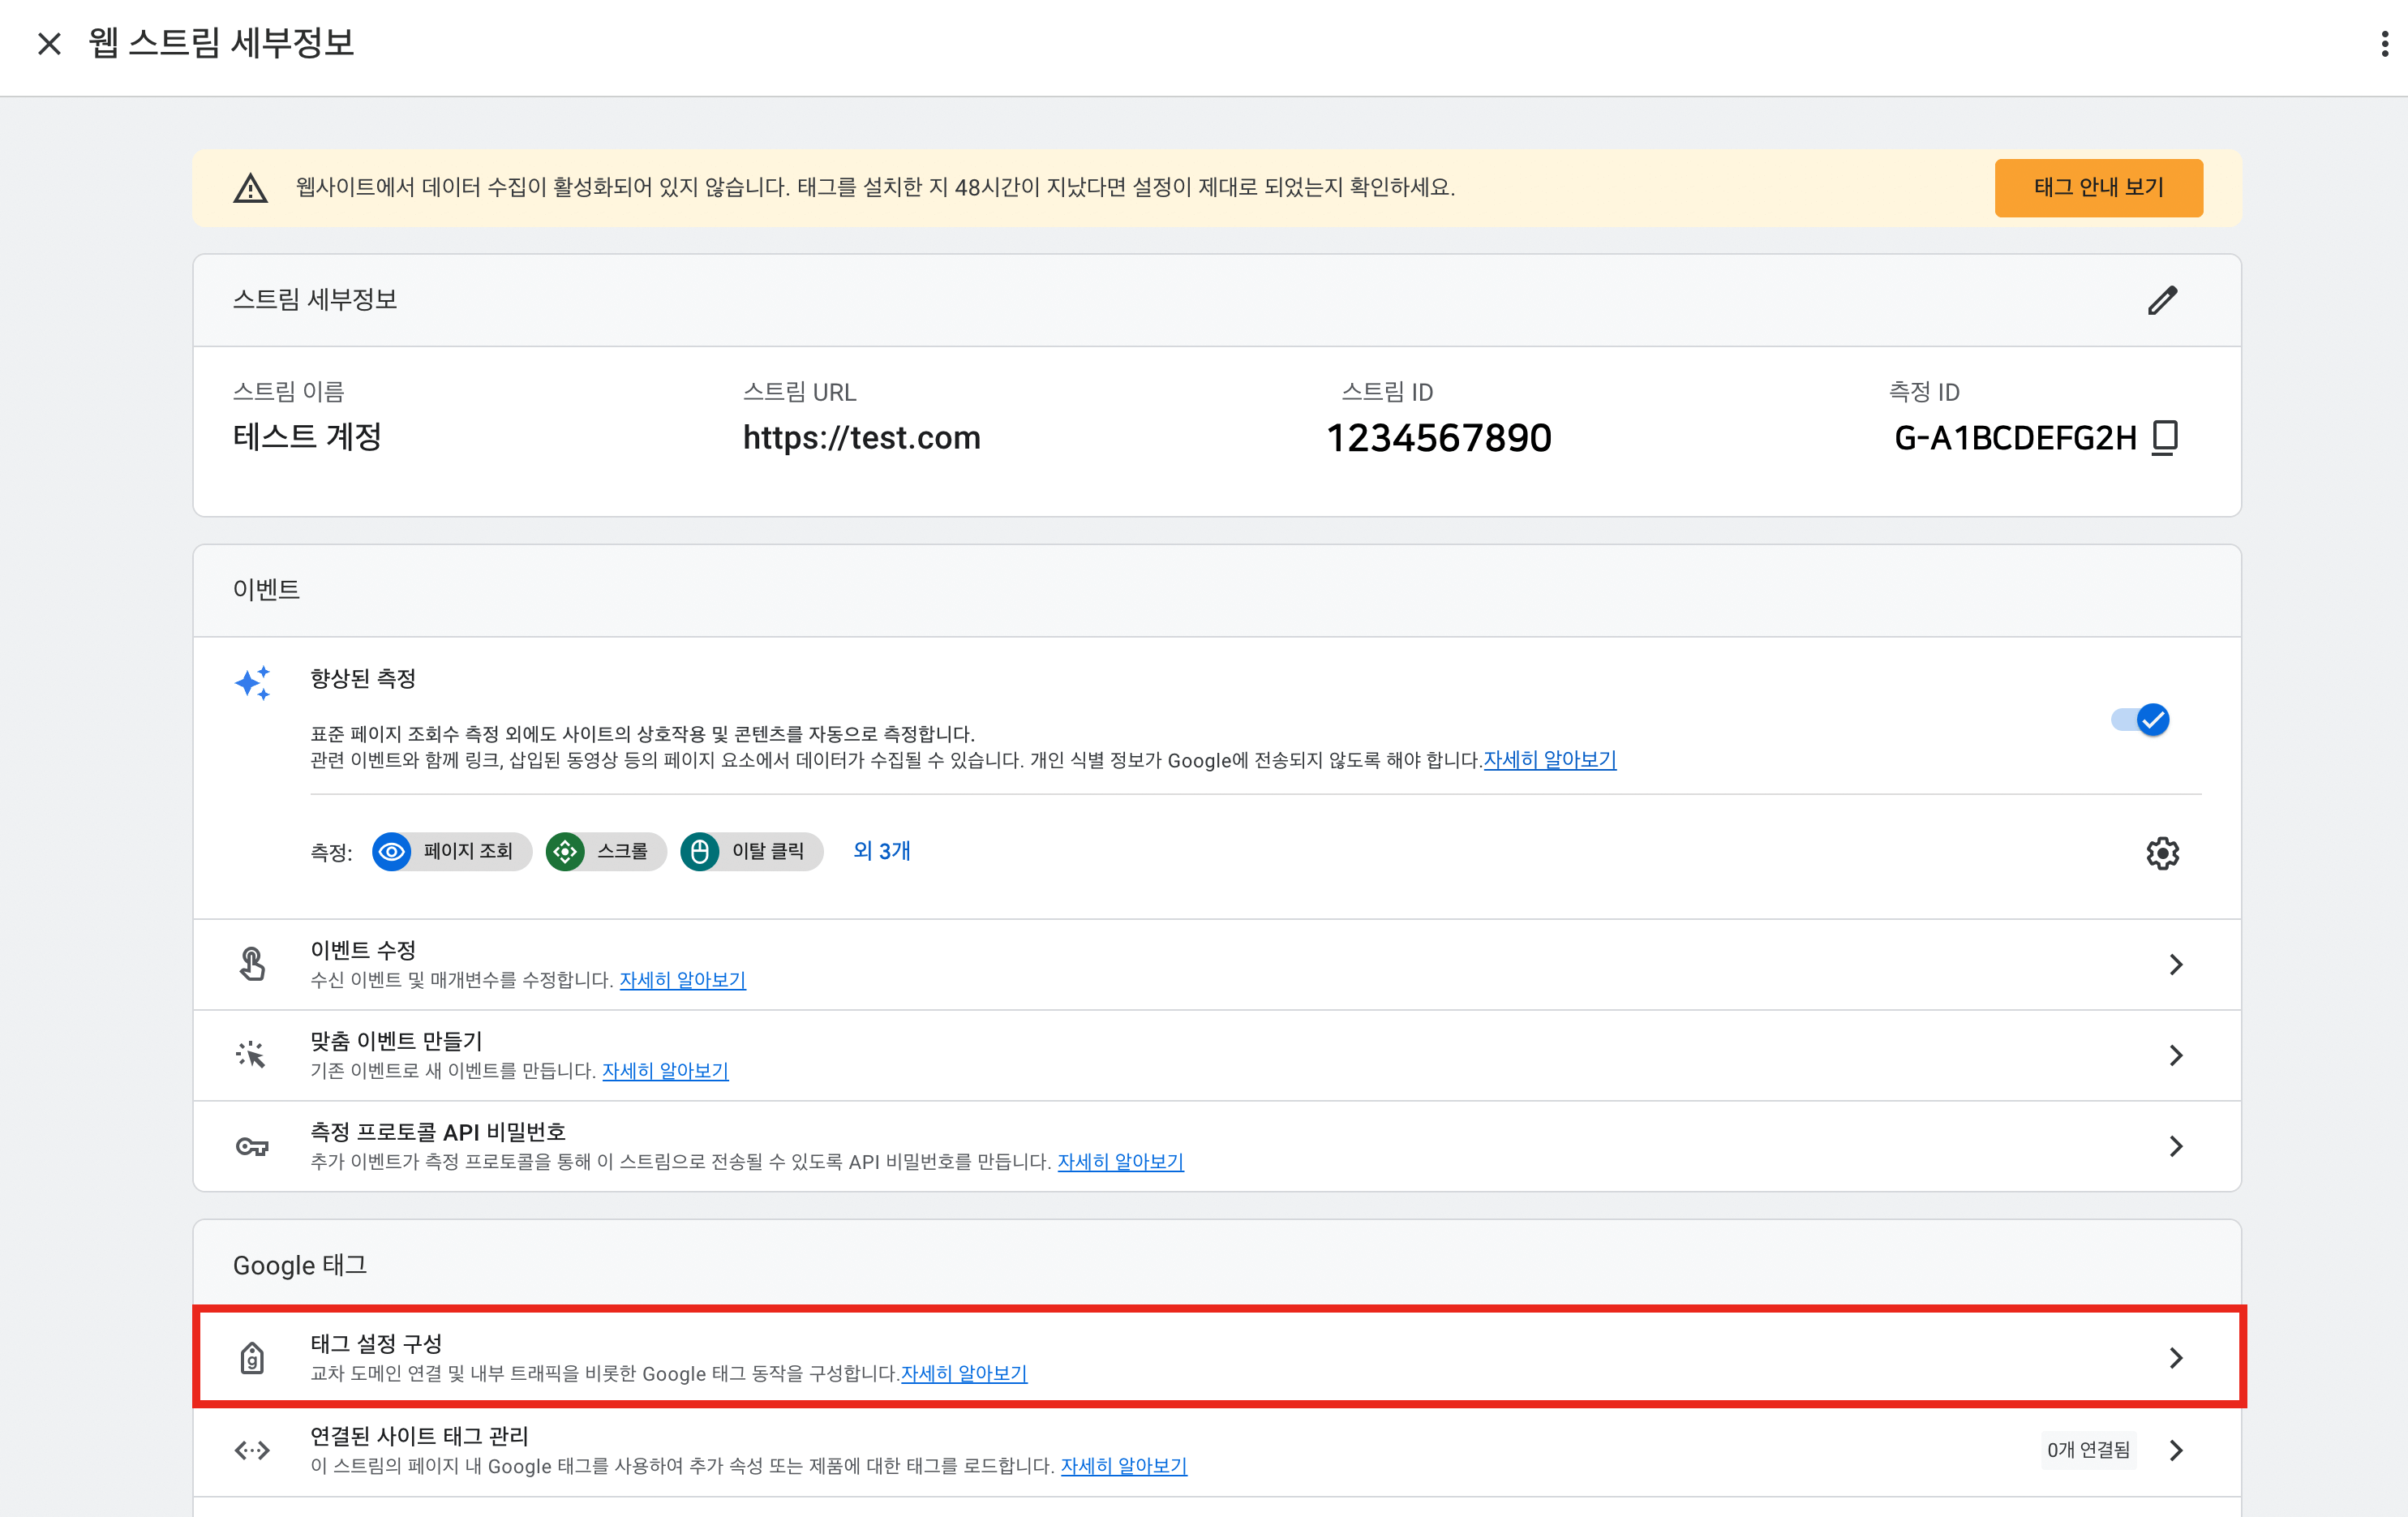 웹 스트림 세부정보
웹사이트에서 데이터 수집이 활성화되어 있지 않습니다. 태그를 설치한 지 48시간이 지났다면 설정이 제대로 되었는지 확인하세요.
태그 안내 보기
스트림 세부정보
스트림 이름
테스트 계정
스트림 URL
https://test.com
스트림 ID
1234567890
측정 ID
G-A1BCDEFG2H
이벤트
향상된 측정
표준 페이지 조회수 측정 외에도 사이트의 상호작용 및 콘텐츠를 자동으로 측정합니다.
관련 이벤트와 함께 링크, 삽입된 동영상 등의 페이지 요소에서 데이터가 수집될 수 있습니다. 개인 식별 정보가 Google에 전송되지 않도록 해야 합니다.자세히 알아보기
측정: 페이지 조회 스크롤 이탈 클릭 외 3개
이벤트 수정
수신 이벤트 및 매개변수를 수정합니다. 자세히 알아보기
맞춤 이벤트 만들기
기존 이벤트로 새 이벤트를 만듭니다. 자세히 알아보기
측정 프로토콜 API 비밀번호
추가 이벤트가 측정 프로토콜을 통해 이 스트림으로 전송될 수 있도록 API 비밀번호를 만듭니다. 자세히 알아보기
Google 태그
g
태그 설정 구성
교차 도메인 연결 및 내부 트래픽을 비롯한 Google 태그 동작을 구성합니다.자세히 알아보기
연결된 사이트 태그 관리
이 스트림의 페이지 내 Google 태그를 사용하여 추가 속성 또는 제품에 대한 태그를 로드합니다. 자세히 알아보기
0개 연결됨